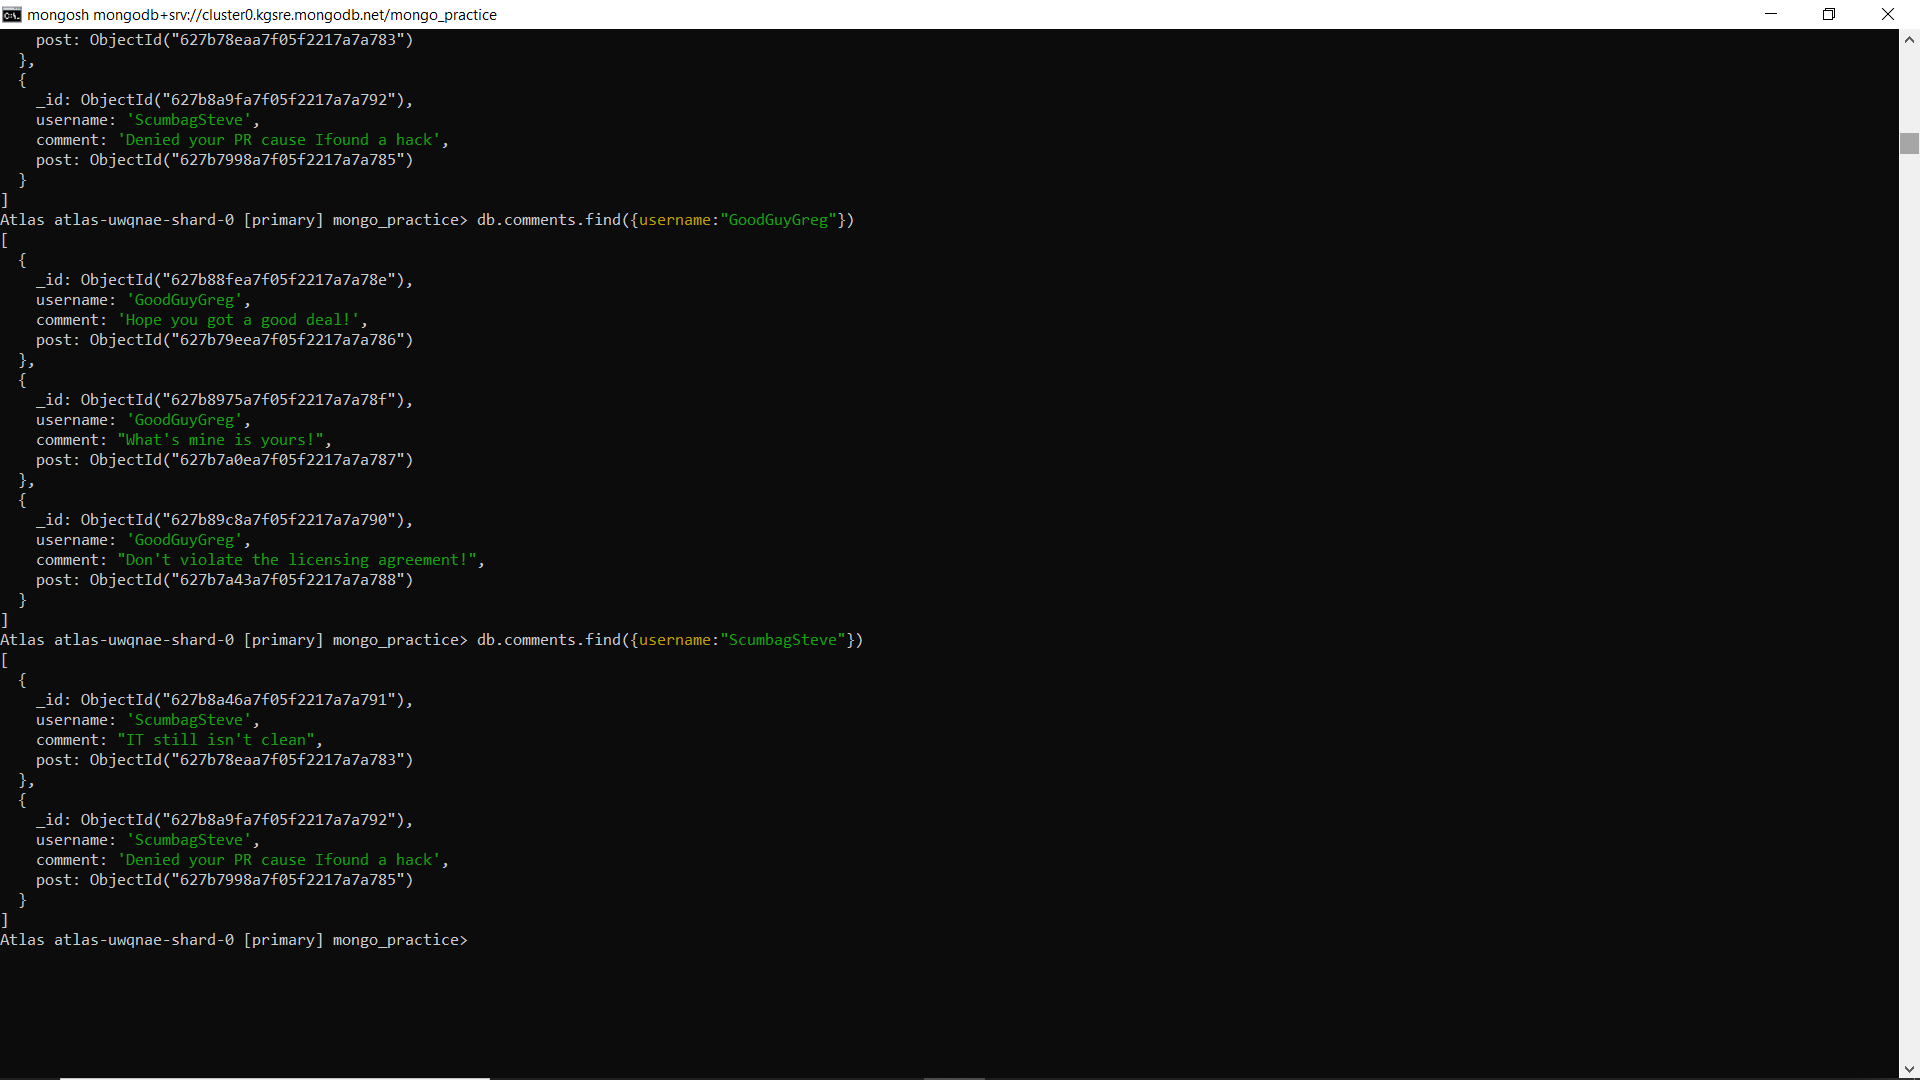 mongosh mongodb+srv://cluster0.kgsre.mongodb.net/mongo_practice
    post: ObjectId("627b78eaa7f05f2217a7a783")
  },
  {
    _id: ObjectId("627b8a9fa7f05f2217a7a792"),
    username: 'ScumbagSteve',
    comment: 'Denied your PR cause Ifound a hack',
    post: ObjectId("627b7998a7f05f2217a7a785")
  }
]
Atlas atlas-uwqnae-shard-0 [primary] mongo_practice> db.comments.find({username:"GoodGuyGreg"})
[
  {
    _id: ObjectId("627b88fea7f05f2217a7a78e"),
    username: 'GoodGuyGreg',
    comment: 'Hope you got a good deal!',
    post: ObjectId("627b79eea7f05f2217a7a786")
  },
  {
    _id: ObjectId("627b8975a7f05f2217a7a78f"),
    username: 'GoodGuyGreg',
    comment: "What's mine is yours!",
    post: ObjectId("627b7a0ea7f05f2217a7a787")
  },
  {
    _id: ObjectId("627b89c8a7f05f2217a7a790"),
    username: 'GoodGuyGreg',
    comment: "Don't violate the licensing agreement!",
    post: ObjectId("627b7a43a7f05f2217a7a788")
  }
]
Atlas atlas-uwqnae-shard-0 [primary] mongo_practice> db.comments.find({username:"ScumbagSteve"})
[
  {
    _id: ObjectId("627b8a46a7f05f2217a7a791"),
    username: 'ScumbagSteve',
    comment: "IT still isn't clean",
    post: ObjectId("627b78eaa7f05f2217a7a783")
  },
  {
    _id: ObjectId("627b8a9fa7f05f2217a7a792"),
    username: 'ScumbagSteve',
    comment: 'Denied your PR cause Ifound a hack',
    post: ObjectId("627b7998a7f05f2217a7a785")
  }
]
Atlas atlas-uwqnae-shard-0 [primary] mongo_practice>